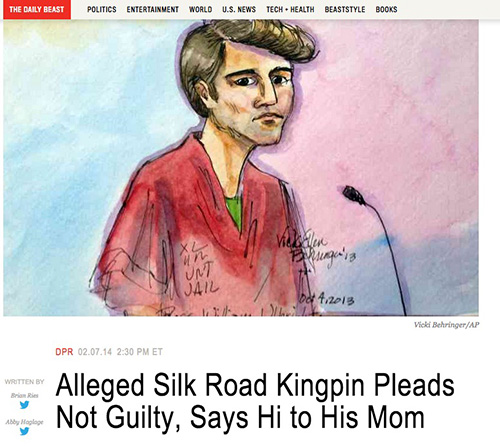 THE DAILY BEAST
POLITICS ENTERTAINMENT WORLD U.S. NEWS TECH + HEALTH BEASTSTYLE BOOKS
Vicki Ellen
Behringer '13
XL
UNT
JAIL
Oct 4, 2013
William
Vicki Behringer/AP
DPR 02.07.14 2:30 PM ET
WRITTEN BY
Brian Ries
Abby Haglage
Alleged Silk Road Kingpin Pleads
Not Guilty, Says Hi to His Mom